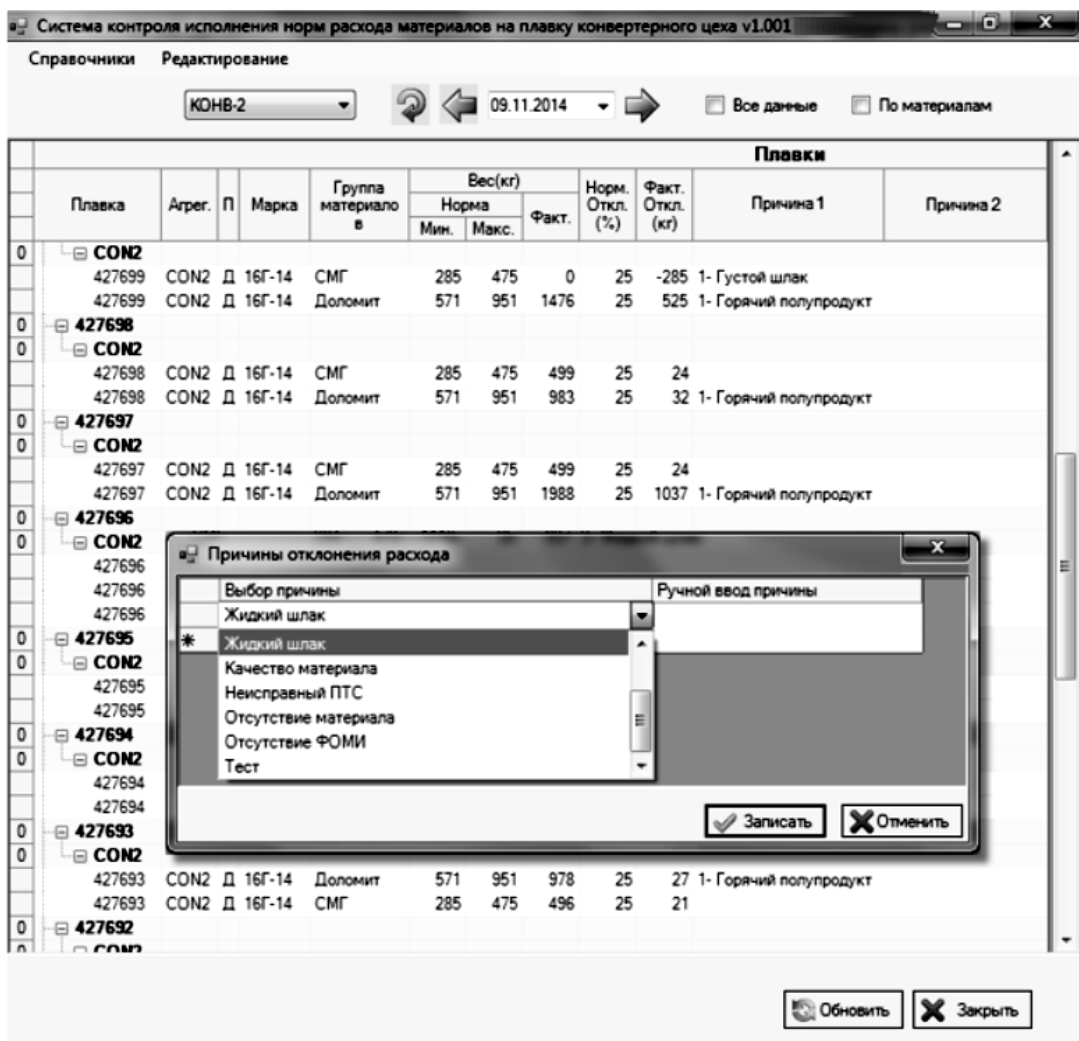 Система контроля исполнения норм расхода материалов на плавку конвертерного цеха v1.001
Справочники Редактирование
КОНВ-2 09.11.2014 Все данные По материалам
Плавки
Плавка Агрег. П Марка Группа материало в Вес(кг) Норма Мин. Макс. Факт. Норм. Откл. (%) Факт. Откл. (кг) Причина 1 Причина 2
0 CON2
427699 CON2 Д 16Г-14 СМГ 285 475 0 25 -285 1- Густой шлак
427699 CON2 Д 16Г-14 Доломит 571 951 1476 25 525 1- Горячий полупродукт
0 427698
0 CON2
427698 CON2 Д 16Г-14 СМГ 285 475 499 25 24
427698 CON2 Д 16Г-14 Доломит 571 951 983 25 32 1- Горячий полупродукт
0 427697
0 CON2
427697 CON2 Д 16Г-14 СМГ 285 475 499 25 24
427697 CON2 Д 16Г-14 Доломит 571 951 1988 25 1037 1- Горячий полупродукт
0 427696
0 CON2
427696
427696
427696
0 427695
0 CON2
427695
427695
0 427694
0 CON2
427694
427694
0 427693
0 CON2
427693 CON2 Д 16Г-14 Доломит 571 951 978 25 27 1- Горячий полупродукт
427693 CON2 Д 16Г-14 СМГ 285 475 496 25 21
0 427692
0 CON2
Причины отклонения расхода
Выбор причины Ручной ввод причины
Жидкий шлак
Жидкий шлак
Качество материала
Неисправный ПТС
Отсутствие материала
Отсутствие ФОМИ
Тест
Записать Отменить
Обновить Закрыть